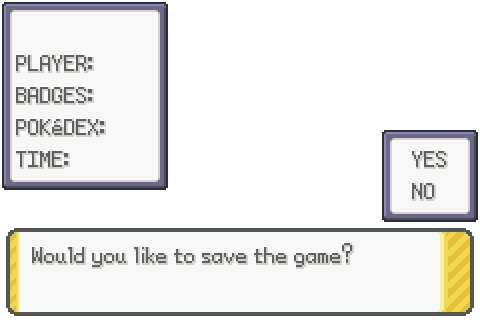 PLAYER:
BADGES:
POKéDEX:
TIME:
YES
NO
Would you like to save the game?